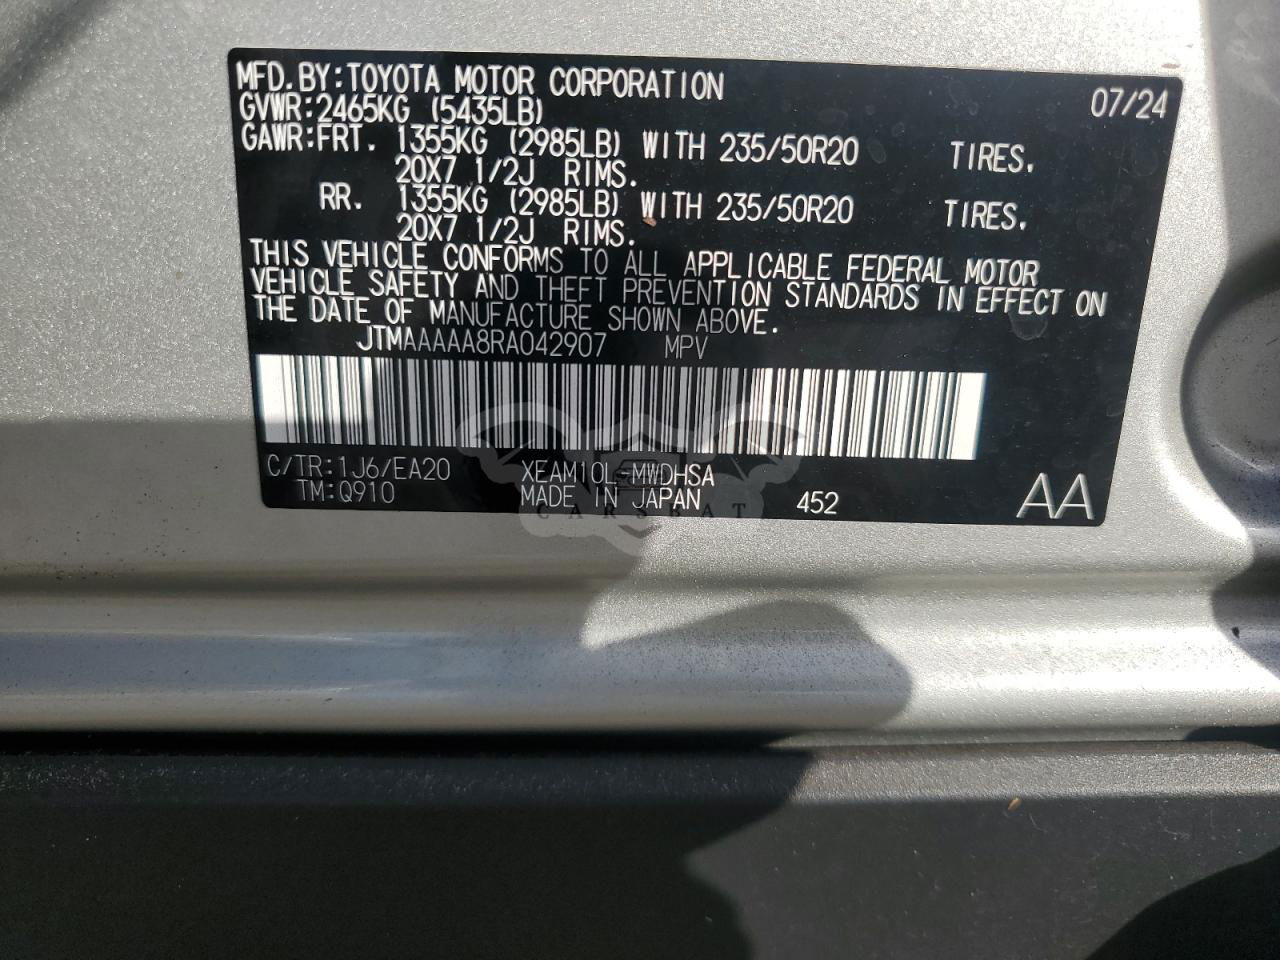 MFD.BY:TOYOTA MOTOR CORPORATION 07/24
GVWR:2465KG (5435LB)
GAWR:FRT. 1355KG (2985LB) WITH 235/50R20 TIRES.
20X7 1/2J RIMS.
RR. 1355KG (2985LB) WITH 235/50R20 TIRES.
20X7 1/2J RIMS.
THIS VEHICLE CONFORMS TO ALL APPLICABLE FEDERAL MOTOR
VEHICLE SAFETY AND THEFT PREVENTION STANDARDS IN EFFECT ON
THE DATE OF MANUFACTURE SHOWN ABOVE.
JTMAAAAA8RA042907 MPV
C/TR:1J6/EA20 XEAM10L-MWDHSA
TM:Q910 MADE IN JAPAN 452 AA
CARSBAT